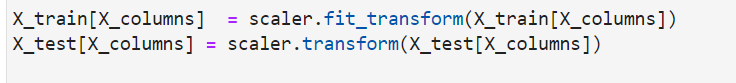 X_train[X_columns]  = scaler.fit_transform(X_train[X_columns])
X_test[X_columns] = scaler.transform(X_test[X_columns])